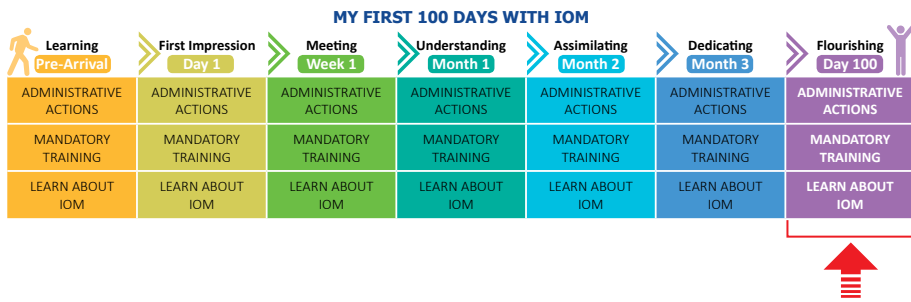 MY FIRST 100 DAYS WITH IOM
Learning First Impression Meeting Understanding Assimilating Dedicating Flourishing
Pre-Arrival Day 1 Week 1 Month 1 Month 2 Month 3 Day 100
ADMINISTRATIVE ADMINISTRATIVE ADMINISTRATIVE ADMINISTRATIVE ADMINISTRATIVE ADMINISTRATIVE ADMINISTRATIVE
ACTIONS ACTIONS ACTIONS ACTIONS ACTIONS ACTIONS ACTIONS
MANDATORY MANDATORY MANDATORY MANDATORY MANDATORY MANDATORY MANDATORY
TRAINING TRAINING TRAINING TRAINING TRAINING TRAINING TRAINING
LEARN ABOUT LEARN ABOUT LEARN ABOUT LEARN ABOUT LEARN ABOUT LEARN ABOUT LEARN ABOUT
IOM IOM IOM IOM IOM IOM IOM